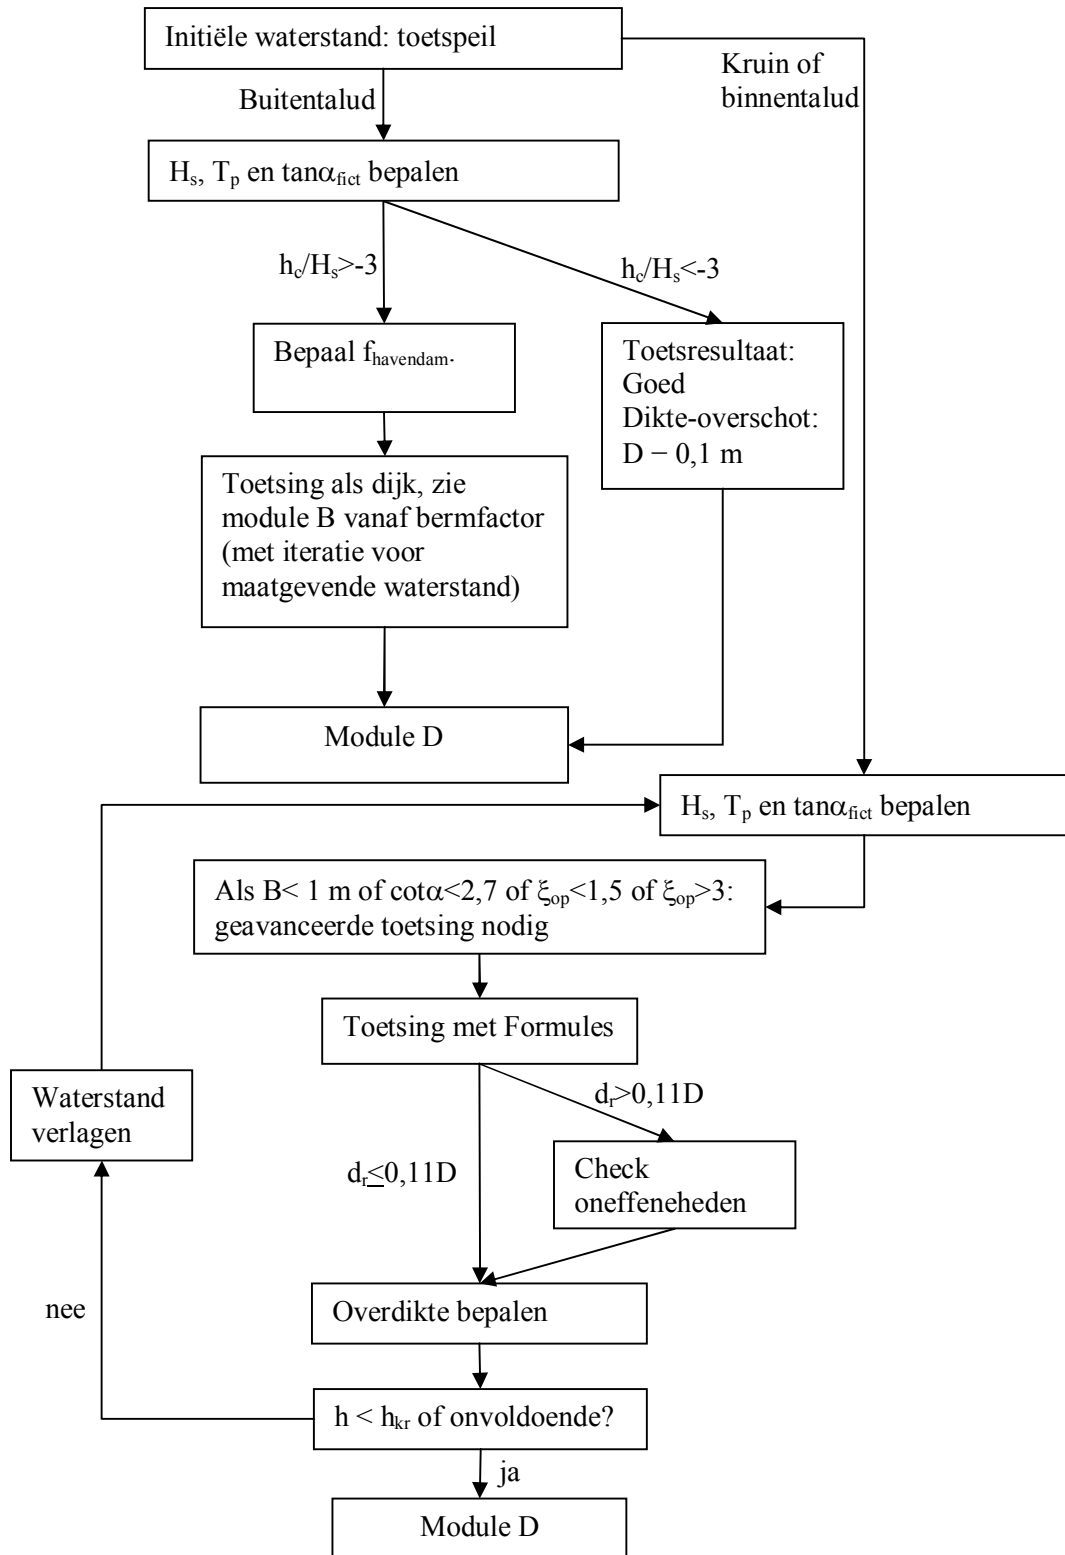 Initiële waterstand: toetspeil
Kruin of
binnentalud
Buitentalud
Hs, Tp en tanαfict bepalen
hc/Hs>-3
hc/Hs<-3
Bepaal fhavendam.
Toetsresultaat:
Goed
Dikte-overschot:
D − 0,1 m
Toetsing als dijk, zie
module B vanaf bermfactor
(met iteratie voor
maatgevende waterstand)
Module D
Hs, Tp en tanαfict bepalen
Als B< 1 m of cotα<2,7 of ξop<1,5 of ξop>3:
geavanceerde toetsing nodig
Toetsing met Formules
Waterstand
verlagen
dr>0,11D
dr≤0,11D
Check
oneffeneheden
Overdikte bepalen
nee
h < hkr of onvoldoende?
ja
Module D